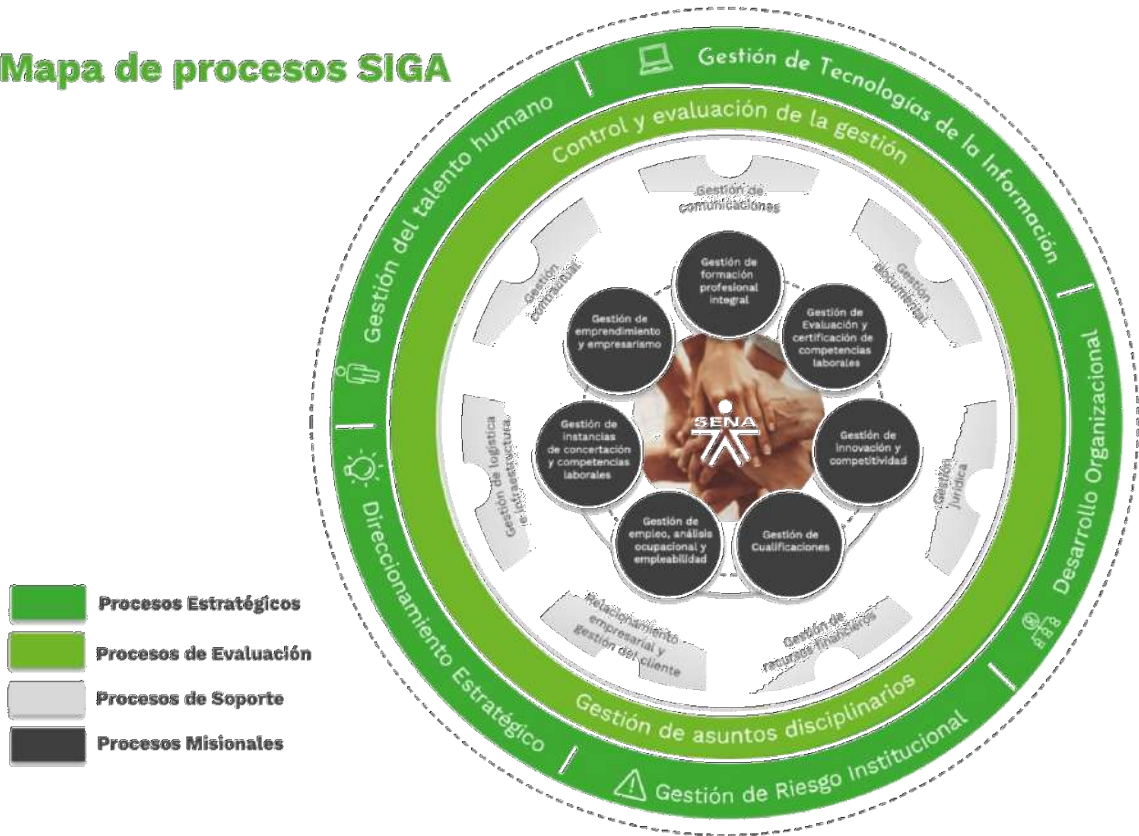 Mapa de procesos SIGA
Gestión de Tecnologías de la Información
Gestión del talento humano
Desarrollo Organizacional
Direccionamiento Estratégico
Gestión de Riesgo Institucional
Control y evaluación de la gestión
Gestión de asuntos disciplinarios
Gestión de
comunicaciones
Gestión
contractual
Gestión
documental
Gestión de logística
e infraestructura
Gestión
jurídica
Relacionamiento
empresarial y
gestión del cliente
Gestión de
recursos financieros
Gestión de
formación
profesional
integral
Gestión de
emprendimiento
y empresarismo
Gestión de
Evaluación y
certificación de
competencias
laborales
Gestión de
instancias
de concertación
y competencias
laborales
Gestión de
innovación y
competitividad
Gestión de
empleo, análisis
ocupacional y
empleabilidad
Gestión de
Cualificaciones
SENA
Procesos Estratégicos
Procesos de Evaluación
Procesos de Soporte
Procesos Misionales